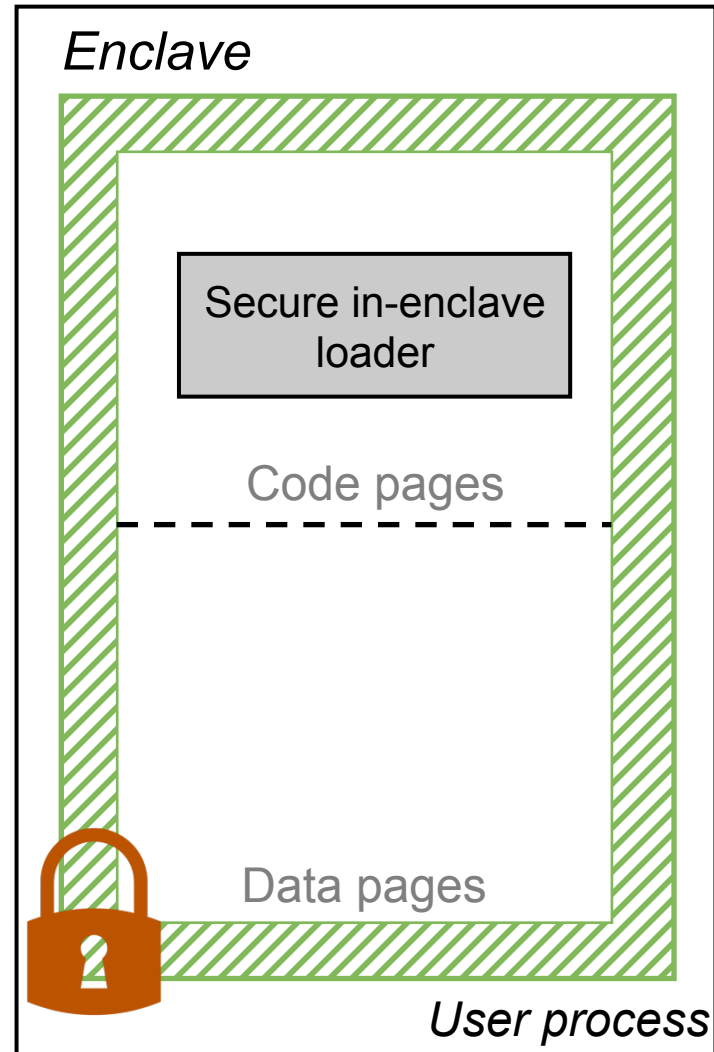 Enclave
Secure in-enclave
loader
Code pages
Data pages
User process